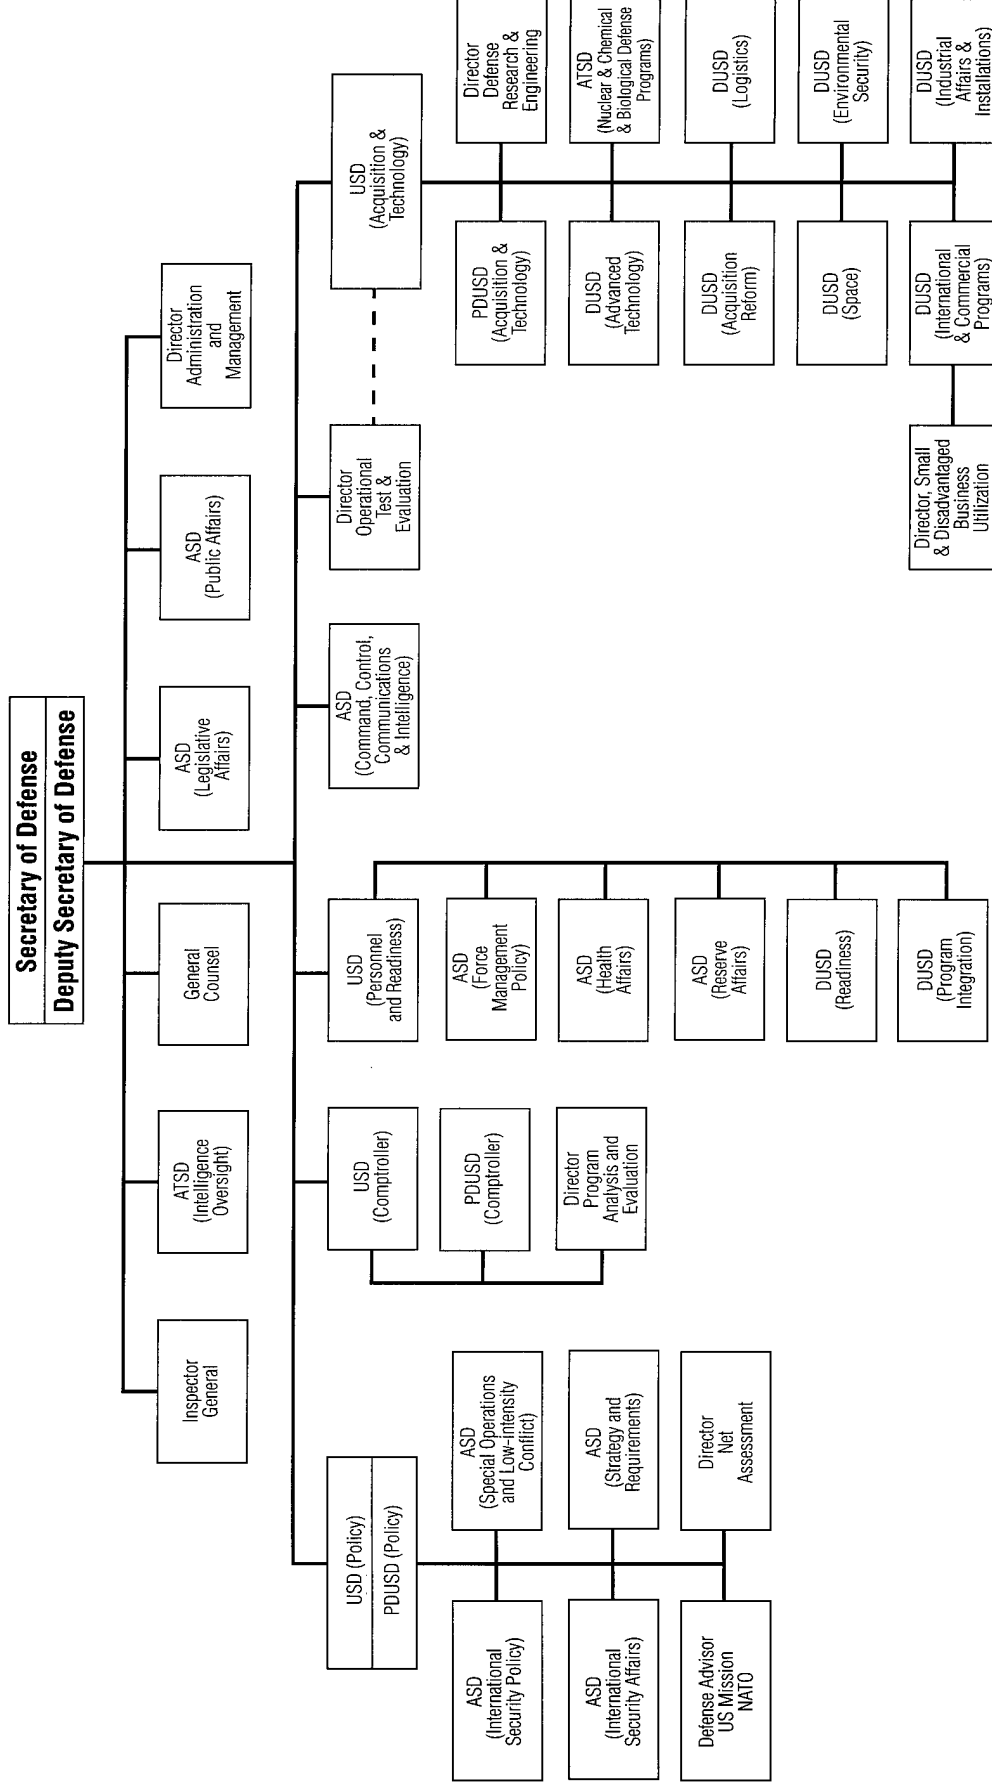 Secretary of Defense
Deputy Secretary of Defense
Inspector
General
ATSD
(Intelligence
Oversight)
General
Counsel
ASD
(Legislative
Affairs)
ASD
(Public Affairs)
Director
Administration
and
Management
USD (Policy)
PDUSD (Policy)
USD
(Comptroller)
USD
(Personnel
and Readiness)
ASD
(Command, Control,
Communications
& Intelligence)
Director
Operational
Test &
Evaluation
USD
(Acquisition &
Technology)
ASD
(International
Security Policy)
ASD
(Special Operations
and Low-intensity
Conflict)
ASD
(International
Security Affairs)
ASD
(Strategy and
Requirements)
Defense Advisor
US Mission
NATO
Director
Net
Assessment
PDUSD
(Comptroller)
Director
Program
Analysis and
Evaluation
ASD
(Force
Management
Policy)
ASD
(Health
Affairs)
ASD
(Reserve
Affairs)
DUSD
(Readiness)
DUSD
(Program
Integration)
PDUSD
(Acquisition &
Technology)
Director
Defense
Research &
Engineering
DUSD
(Advanced
Technology)
ATSD
(Nuclear & Chemical
& Biological Defense
Programs)
DUSD
(Acquisition
Reform)
DUSD
(Logistics)
DUSD
(Space)
DUSD
(Environmental
Security)
Director, Small
& Disadvantaged
Business
Utilization
DUSD
(International
& Commercial
Programs)
DUSD
(Industrial
Affairs &
Installations)